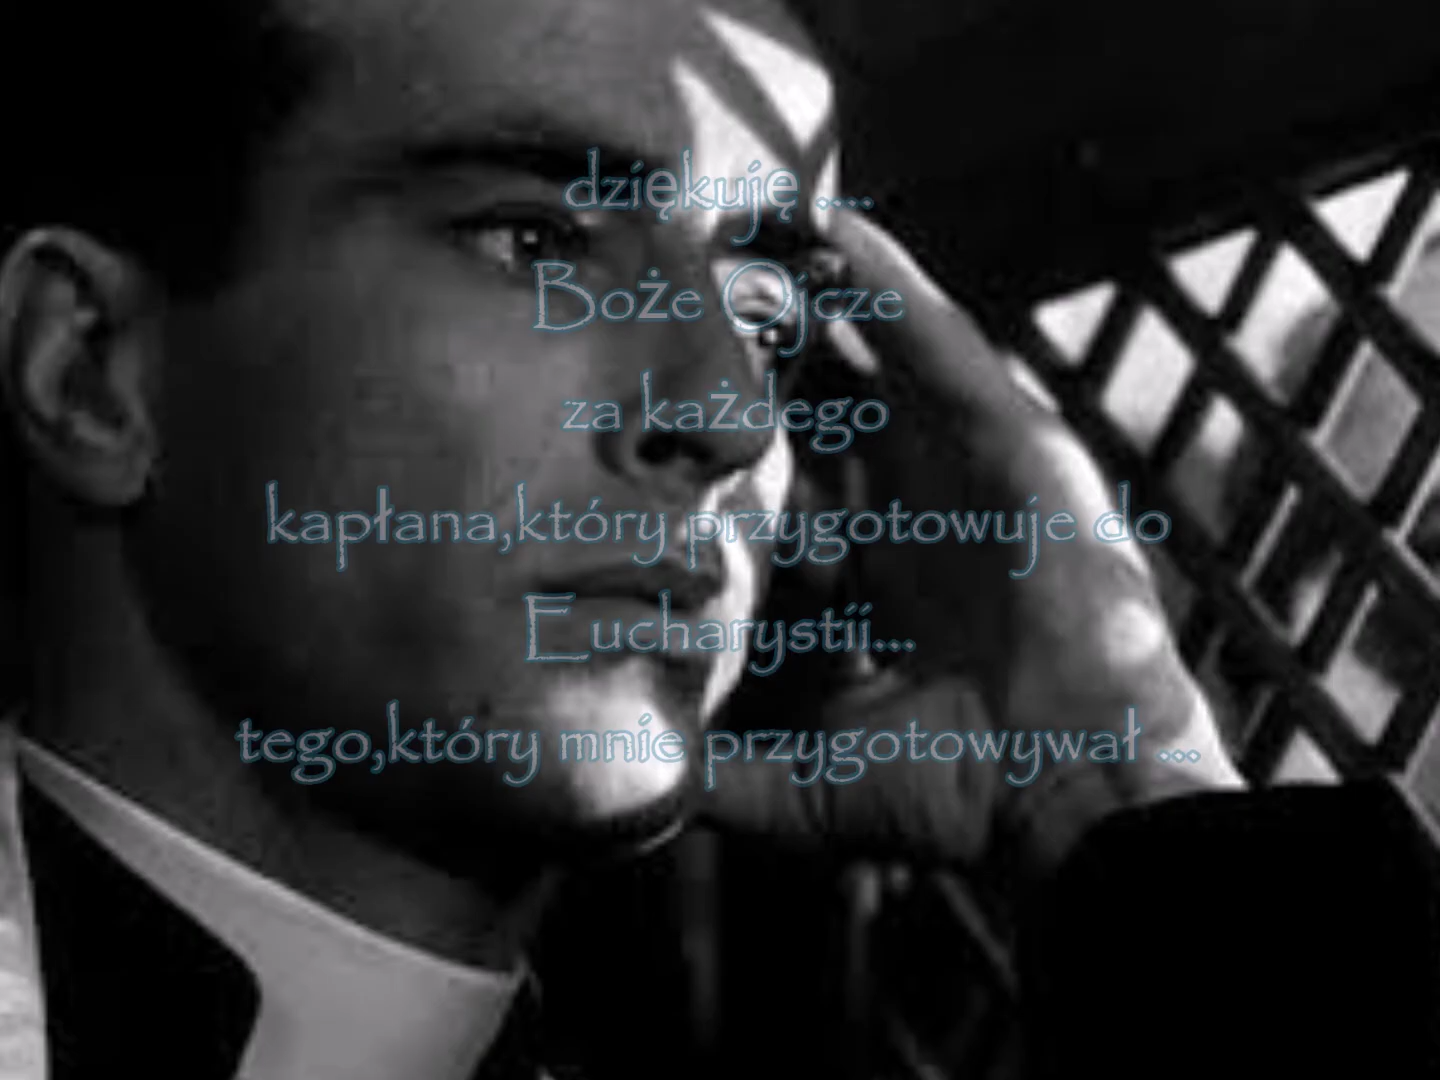 dziękuję ....
Boże Ojcze
za każdego
kapłana,który przygotowuje do
Eucharystii...
tego,który mnie przygotowywał ...